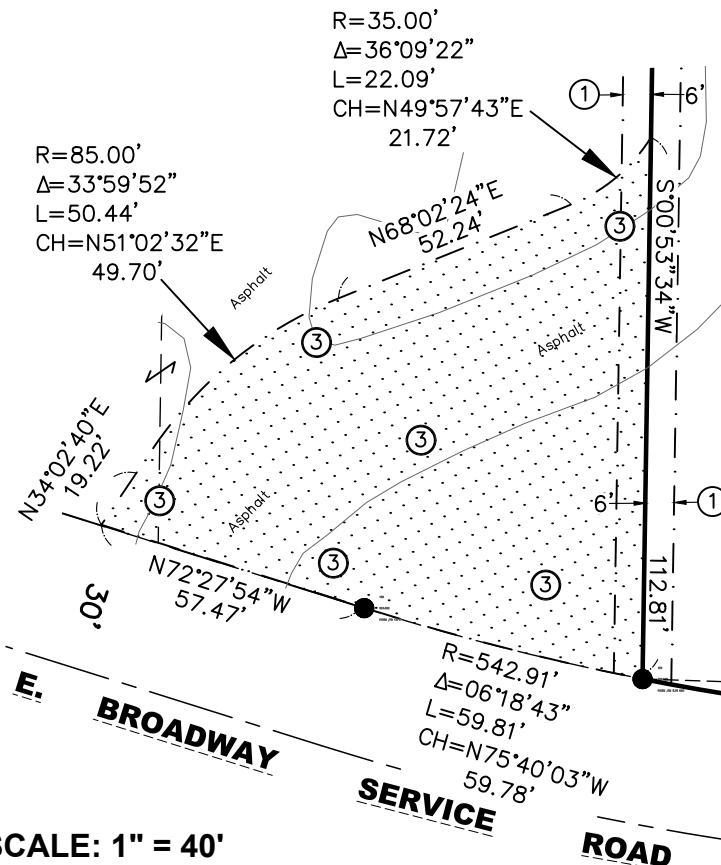 R=35.00'
Δ=36°09'22"
L=22.09'
CH=N49°57'43"E
21.72'
1
6'
R=85.00'
Δ=33°59'52"
L=50.44'
CH=N51°02'32"E
49.70'
N68°02'24"E
52.24'
S°00'53"34"W
3
Asphalt
Asphalt
3
3
N34°02'40"E
19.22'
3
Asphalt
6'
1
3
3
N72°27'54"W
57.47'
112.81'
30'
R=542.91'
Δ=06°18'43"
L=59.81'
CH=N75°40'03"W
59.78'
E. BROADWAY SERVICE ROAD
SCALE: 1" = 40'